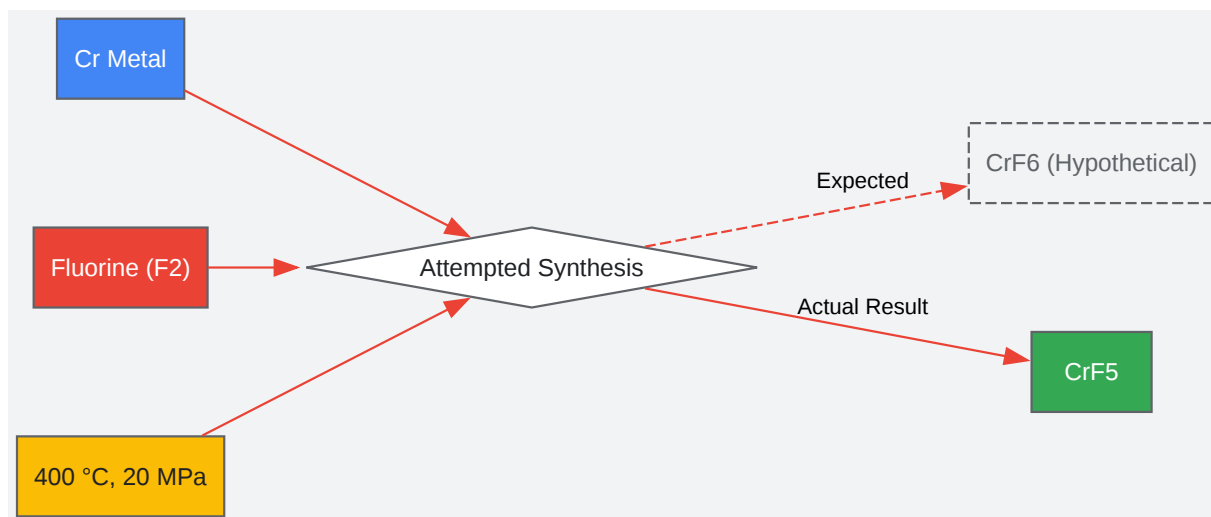 Cr Metal
Fluorine (F2)
400 °C, 20 MPa
Attempted Synthesis
Expected
CrF6 (Hypothetical)
Actual Result
CrF5